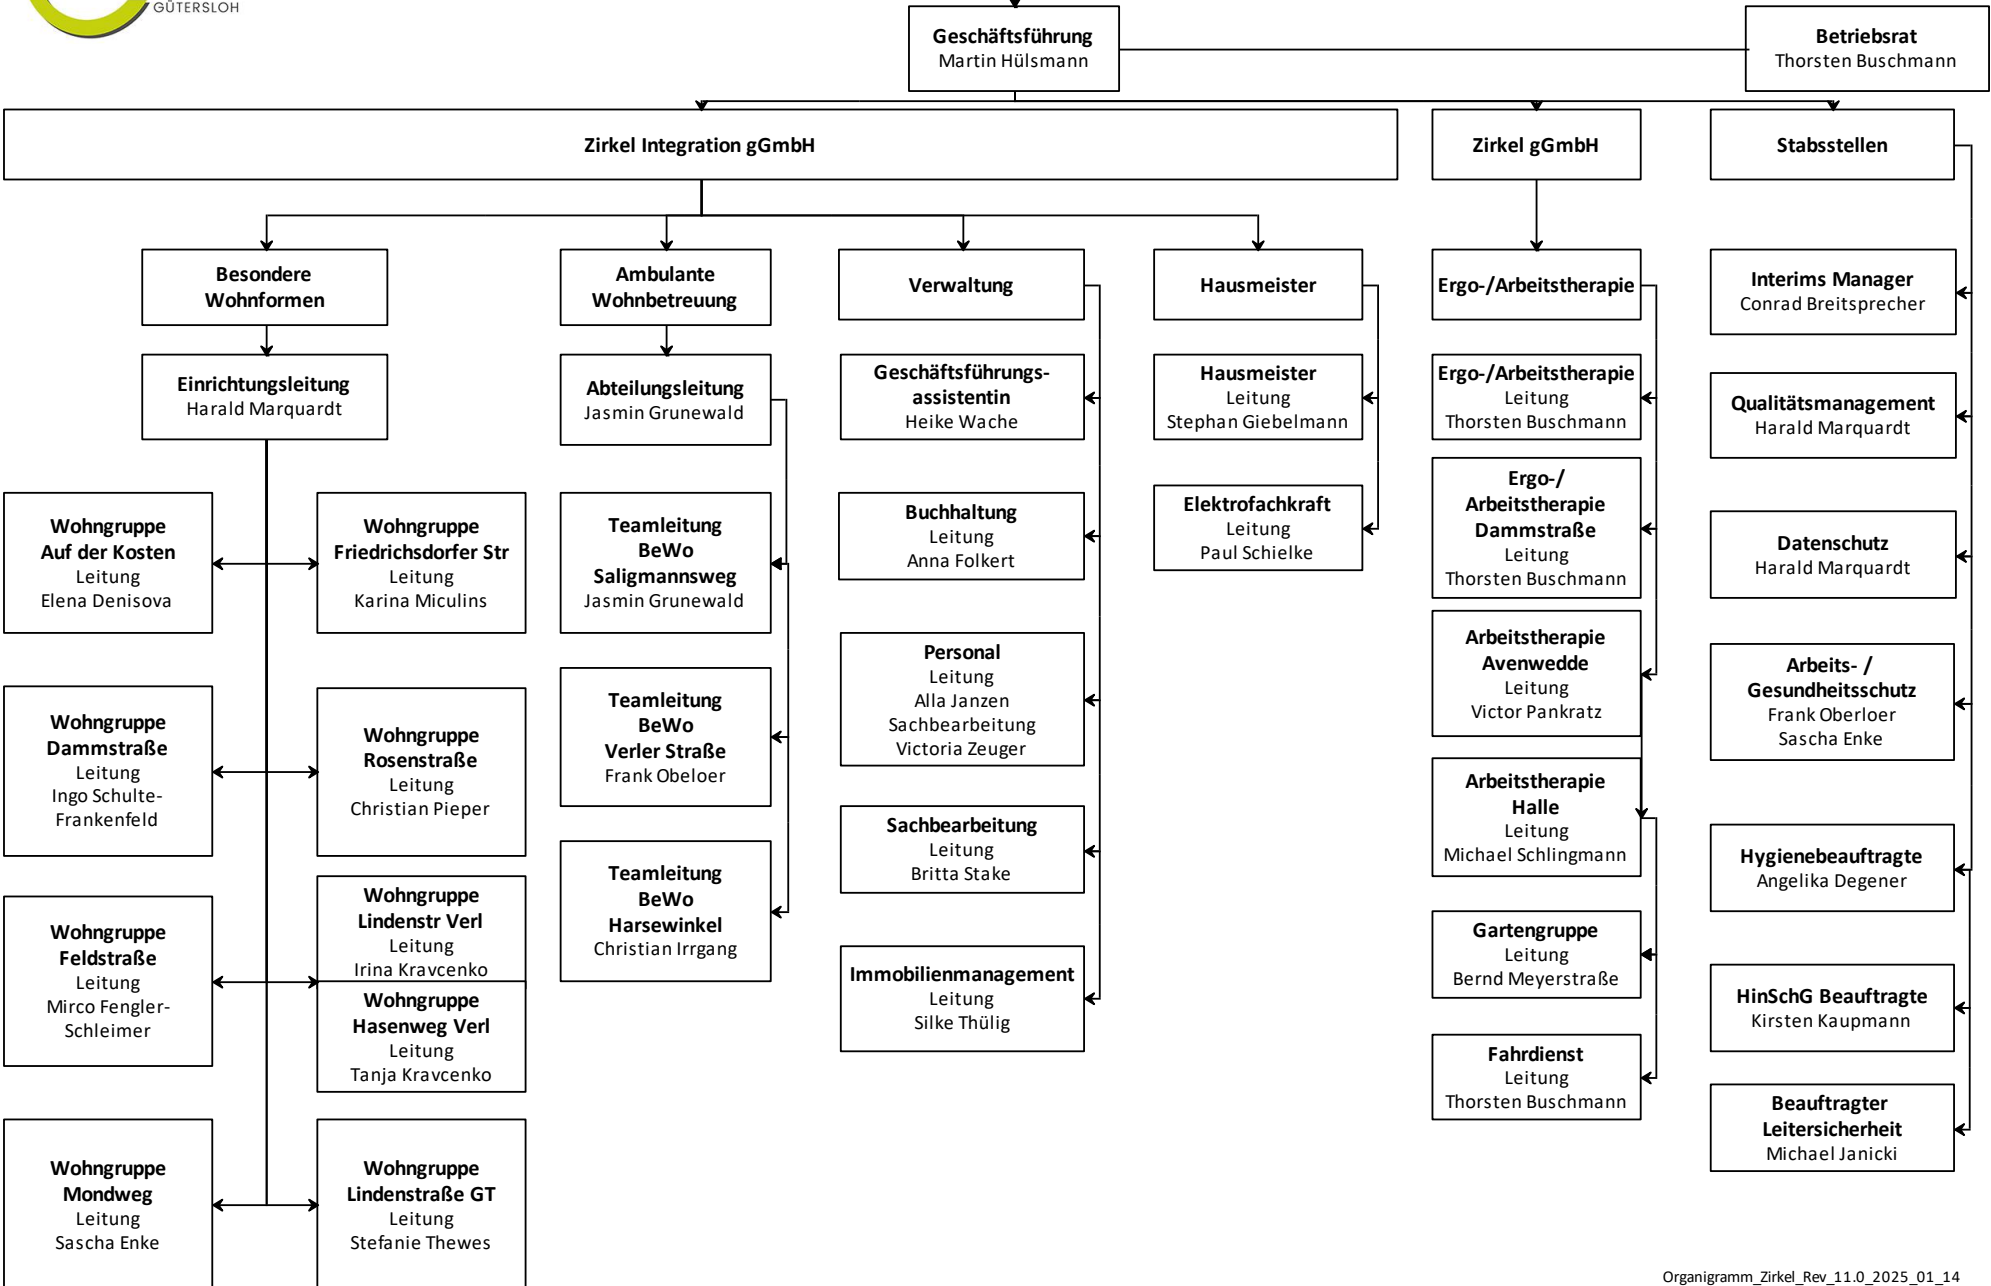 GÜTERSLOH
Geschäftsführung
Martin Hülsmann
Betriebsrat
Thorsten Buschmann
Zirkel Integration gGmbH
Zirkel gGmbH
Stabsstellen
Besondere
Wohnformen
Einrichtungsleitung
Harald Marquardt
Wohngruppe
Auf der Kosten
Leitung
Elena Denisova
Wohngruppe
Friedrichsdorfer Str
Leitung
Karina Miculins
Wohngruppe
Dammstraße
Leitung
Ingo Schulte-
Frankenfeld
Wohngruppe
Rosenstraße
Leitung
Christian Pieper
Wohngruppe
Feldstraße
Leitung
Mirco Fengler-
Schleimer
Wohngruppe
Lindenstr Verl
Leitung
Irina Kravcenko
Wohngruppe
Hasenweg Verl
Leitung
Tanja Kravcenko
Wohngruppe
Mondweg
Leitung
Sascha Enke
Wohngruppe
Lindenstraße GT
Leitung
Stefanie Thewes
Ambulante
Wohnbetreuung
Abteilungsleitung
Jasmin Grunewald
Teamleitung
BeWo
Saligmannsweg
Jasmin Grunewald
Teamleitung
BeWo
Verler Straße
Frank Obeloer
Teamleitung
BeWo
Harsewinkel
Christian Irrgang
Verwaltung
Geschäftsführungs-
assistentin
Heike Wache
Buchhaltung
Leitung
Anna Folkert
Personal
Leitung
Alla Janzen
Sachbearbeitung
Victoria Zeuger
Sachbearbeitung
Leitung
Britta Stake
Immobilienmanagement
Leitung
Silke Thülig
Hausmeister
Hausmeister
Leitung
Stephan Giebelmann
Elektrofachkraft
Leitung
Paul Schielke
Ergo-/Arbeitstherapie
Ergo-/Arbeitstherapie
Leitung
Thorsten Buschmann
Ergo-/
Arbeitstherapie
Dammstraße
Leitung
Thorsten Buschmann
Arbeitstherapie
Avenwedde
Leitung
Victor Pankratz
Arbeitstherapie
Halle
Leitung
Michael Schlingmann
Gartengruppe
Leitung
Bernd Meyerstraße
Fahrdienst
Leitung
Thorsten Buschmann
Interims Manager
Conrad Breitsprecher
Qualitätsmanagement
Harald Marquardt
Datenschutz
Harald Marquardt
Arbeits- /
Gesundheitsschutz
Frank Oberloer
Sascha Enke
Hygienebeauftragte
Angelika Degener
HinSchG Beauftragte
Kirsten Kaupmann
Beauftragter
Leitersicherheit
Michael Janicki
Organigramm_Zirkel_Rev_11.0_2025_01_14